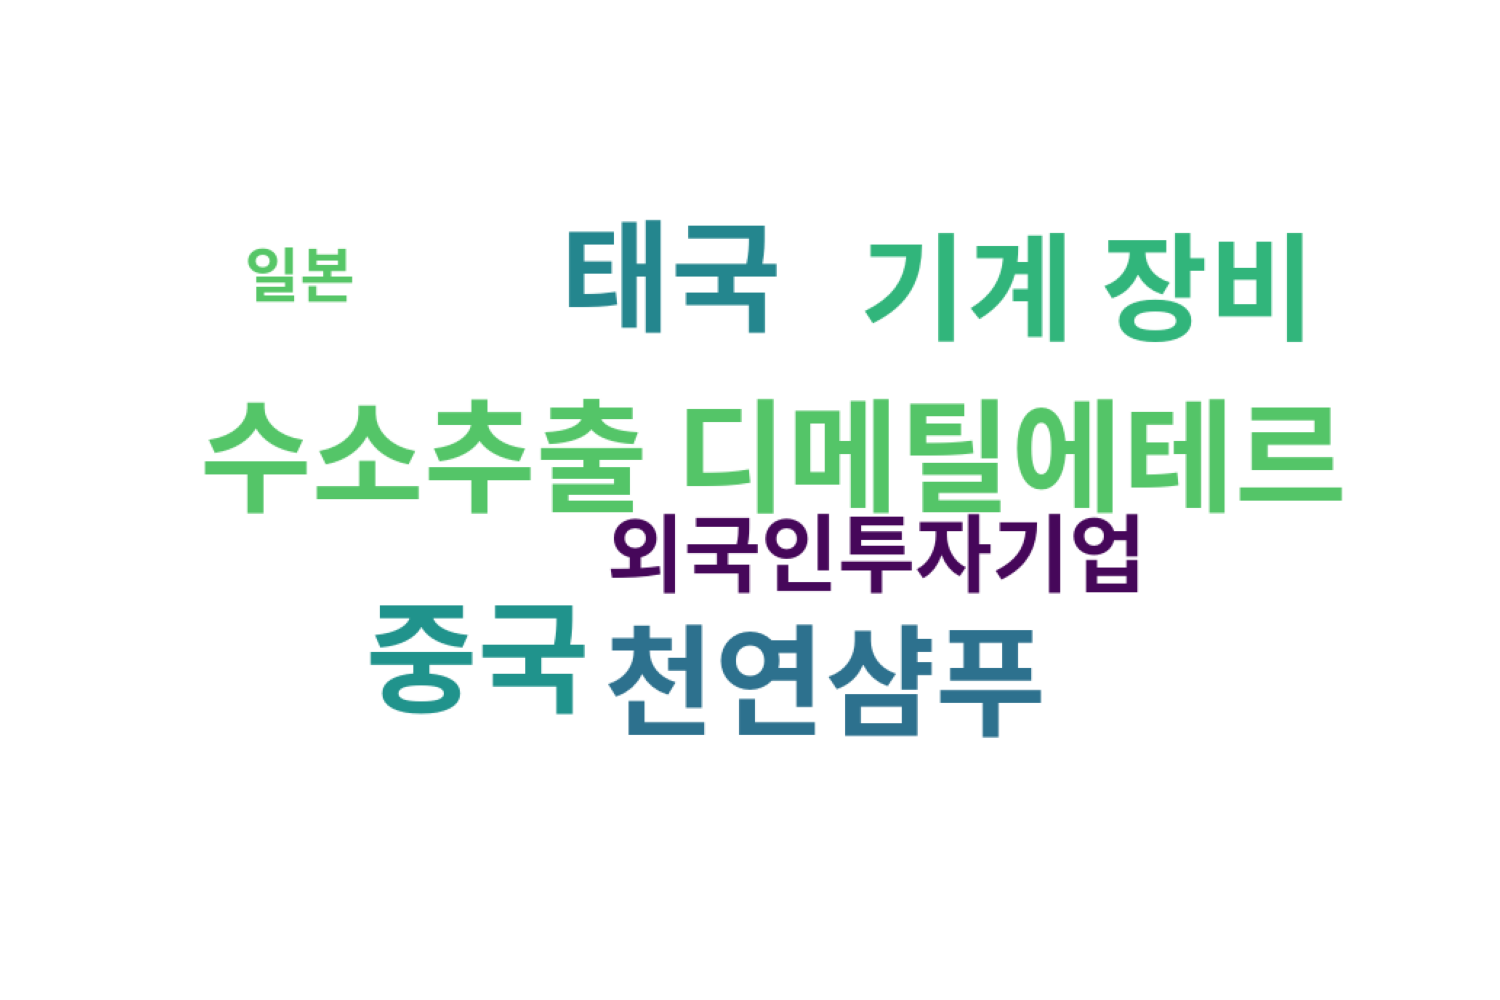 일본
태국
기계 장비
수소추출 디메틸에테르
외국인투자기업
중국
천연샴푸